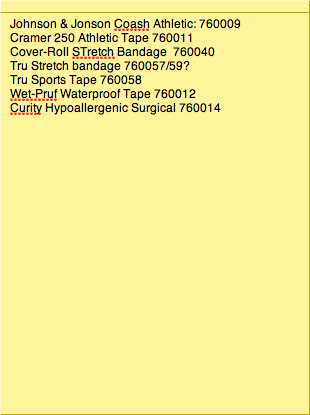 Johnson & Jonson Coash Athletic: 760009
Cramer 250 Athletic Tape 760011
Cover-Roll STretch Bandage  760040
Tru Stretch bandage 760057/59?
Tru Sports Tape 760058
Wet-Pruf Waterproof Tape 760012
Curity Hypoallergenic Surgical 760014